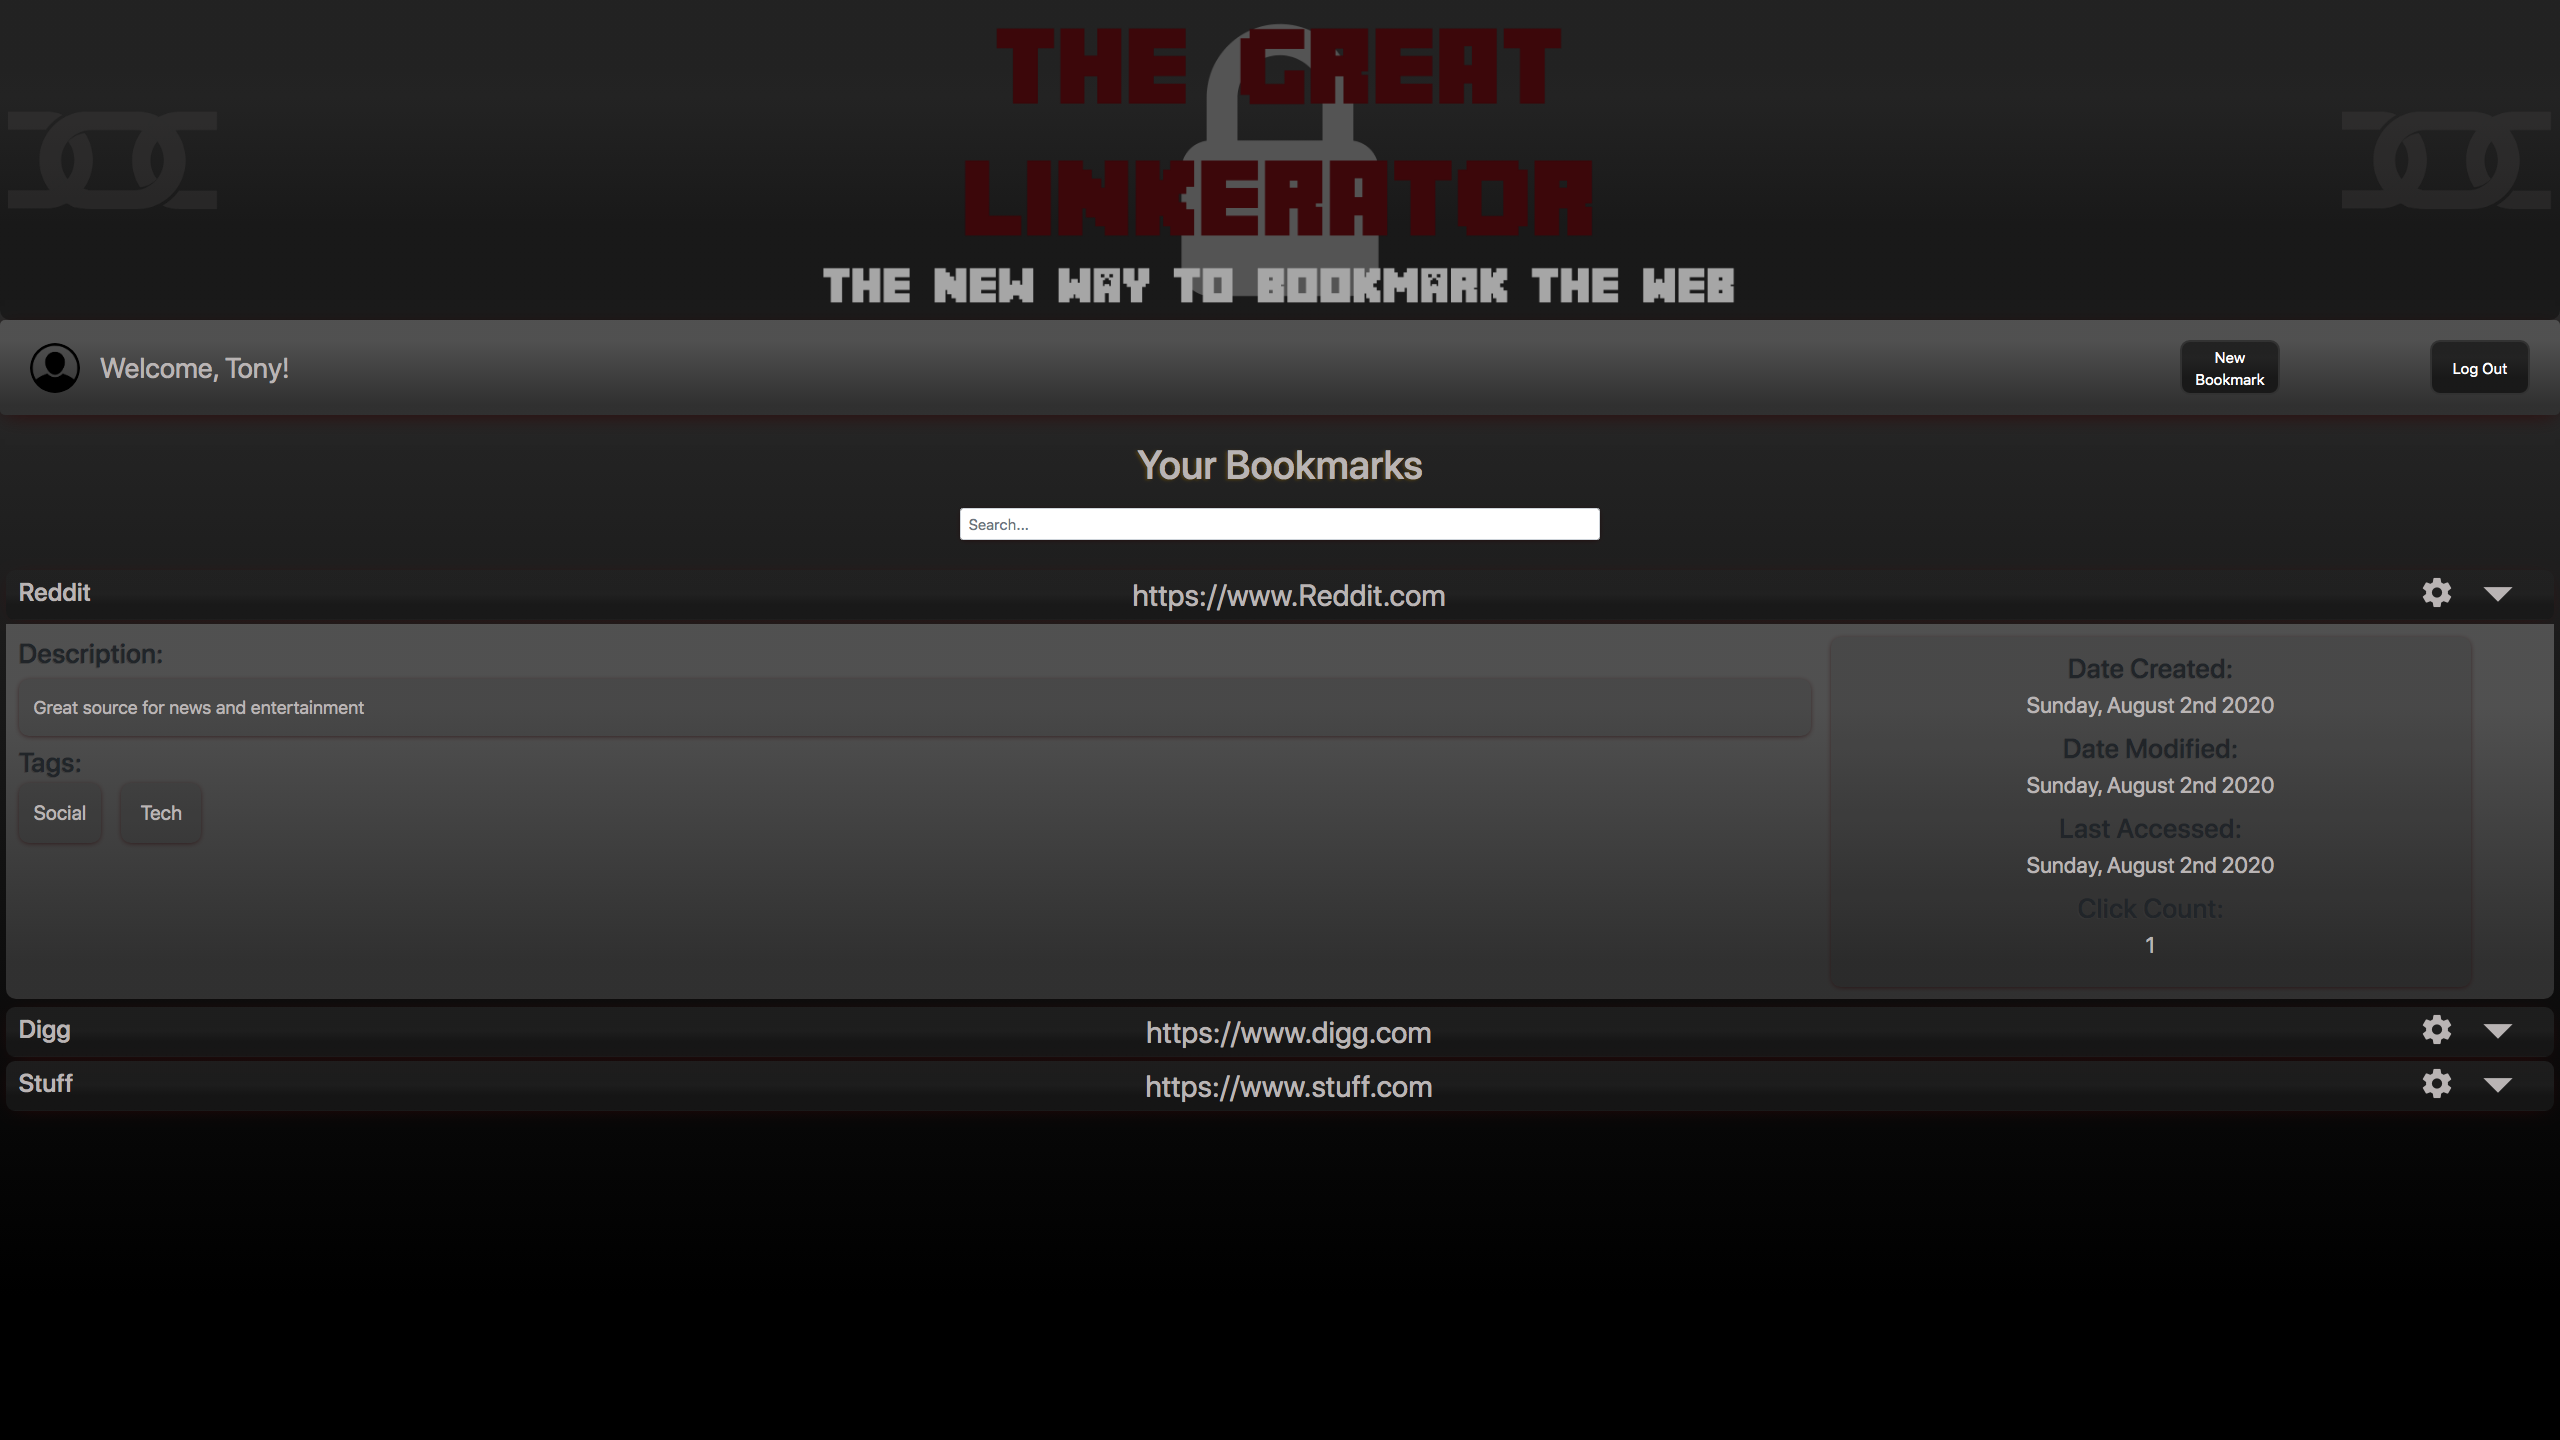 THE GREAT
LINKERATOR
THE NEW WAY TO BOOKMARK THE WEB
Welcome, Tony!
New
Bookmark
Log Out
Your Bookmarks
Search...
Reddit
https://www.Reddit.com
Description:
Great source for news and entertainment
Tags:
Social
Tech
Date Created:
Sunday, August 2nd 2020
Date Modified:
Sunday, August 2nd 2020
Last Accessed:
Sunday, August 2nd 2020
Click Count:
1
Digg
https://www.digg.com
Stuff
https://www.stuff.com